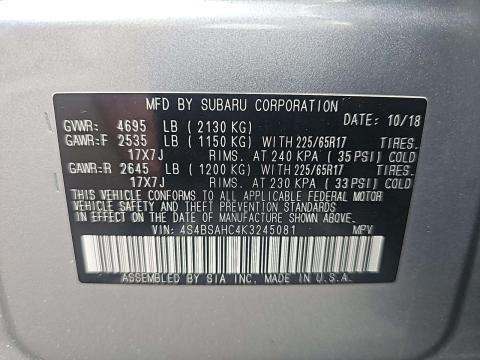 MFD BY SUBARU CORPORATION DATE: 10/18
GVWR: 4695 LB (2130 KG)
GAWR:F 2535 LB (1150 KG) WITH 225/65R17 TIRES.
17X7J RIMS. AT 240 KPA (35 PSI) COLD
GAWR:R 2645 LB (1200 KG) WITH 225/65R17 TIRES.
17X7J RIMS. AT 230 KPA (33 PSI) COLD
THIS VEHICLE CONFORMS TO ALL APPLICABLE FEDERAL MOTOR
VEHICLE SAFETY AND THEFT PREVENTION STANDARDS IN EFFECT
ON THE DATE OF MANUFACTURE SHOWN ABOVE.
VIN: 4S4BSAHC4K3245081 MPV
ASSEMBLED BY SIA INC. MADE IN U.S.A.